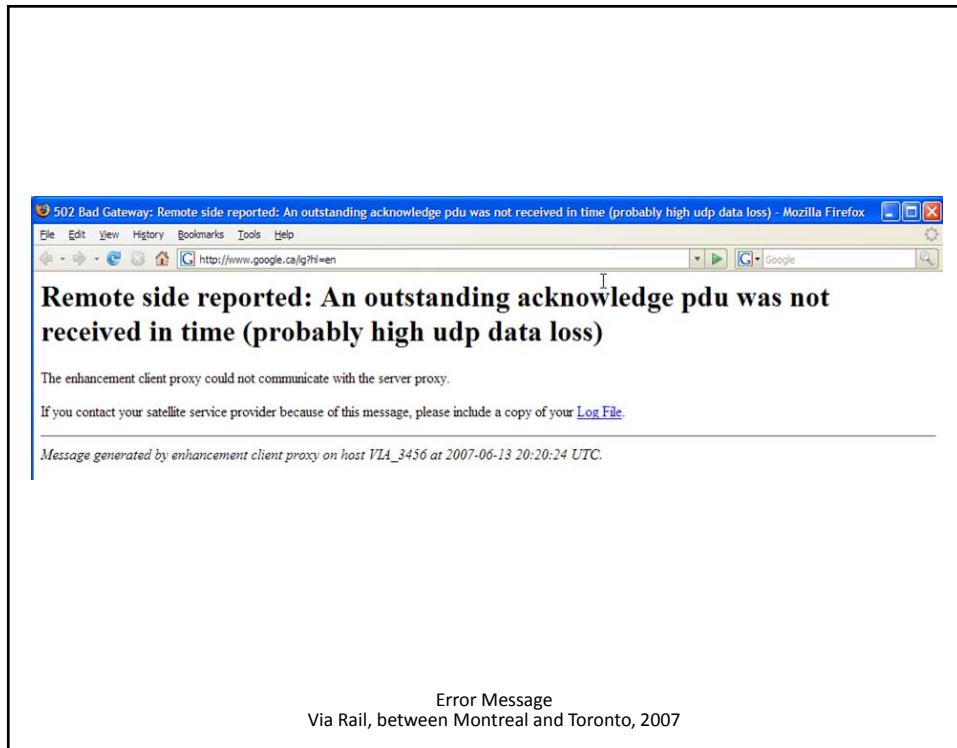 502 Bad Gateway: Remote side reported: An outstanding acknowledge pdu was not received in time (probably high udp data loss) - Mozilla Firefox
File Edit View History Bookmarks Tools Help
http://www.google.ca/ig?hl=en
Google
Remote side reported: An outstanding acknowledge pdu was not
received in time (probably high udp data loss)
The enhancement client proxy could not communicate with the server proxy.
If you contact your satellite service provider because of this message, please include a copy of your Log File.
Message generated by enhancement client proxy on host VIA_3456 at 2007-06-13 20:20:24 UTC.
Error Message
Via Rail, between Montreal and Toronto, 2007